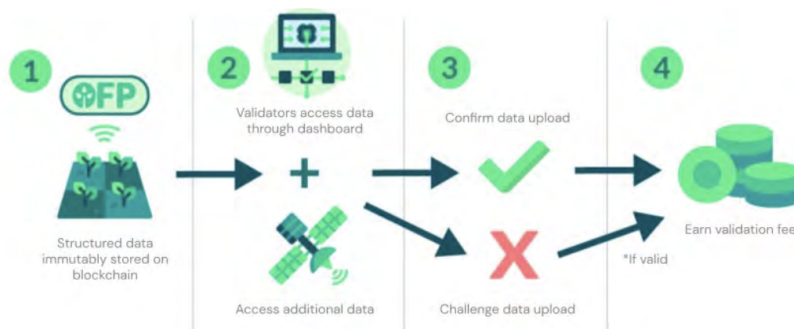 1
OFP
Structured data
immutably stored on
blockchain
2
Validators access data
through dashboard
+
Access additional data
3
Confirm data upload
Challenge data upload
4
Earn validation fee
*If valid